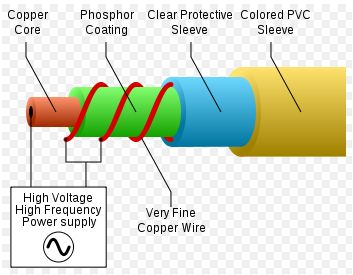 Copper
Core
Phosphor
Coating
Clear Protective
Sleeve
Colored PVC
Sleeve
High Voltage
High Frequency
Power supply
Very Fine
Copper Wire